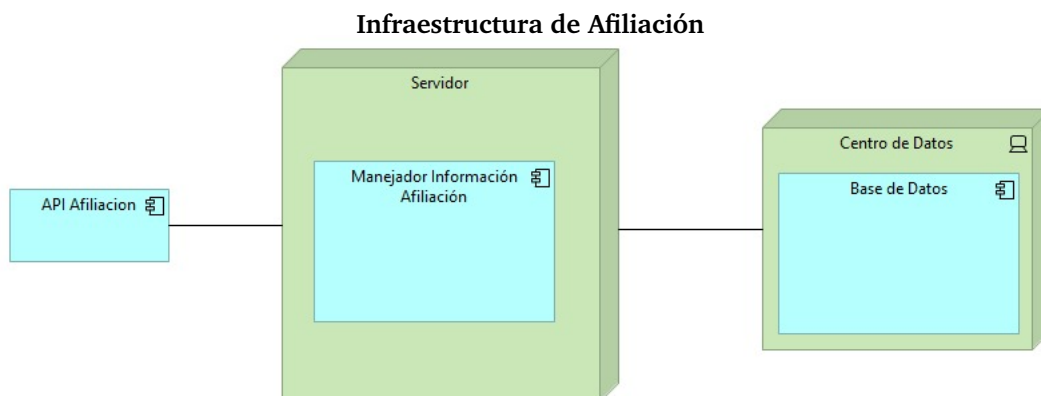 Infraestructura de Afiliación
Servidor
Centro de Datos
Manejador Información
Afiliación
Base de Datos
API Afiliacion